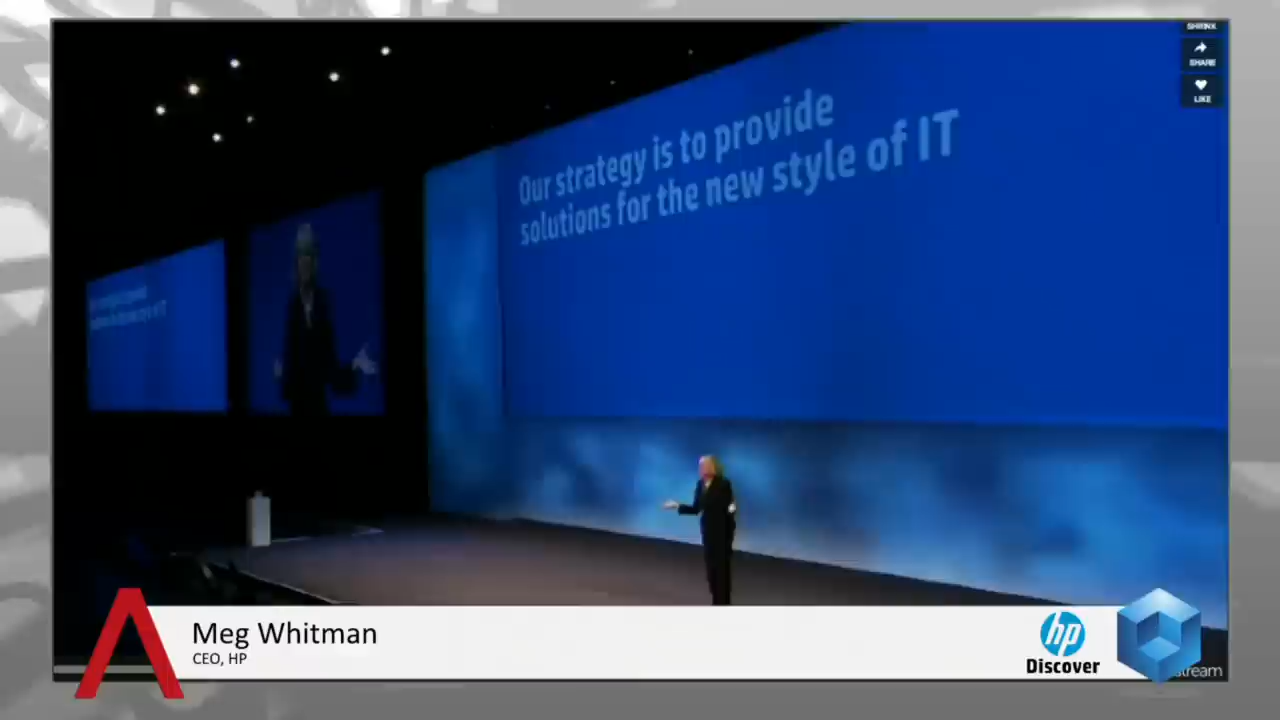 SHRINK
SHARE
LIKE
Our strategy is to provide
solutions for the new style of IT
Meg Whitman
CEO, HP
hp
Discover
stream